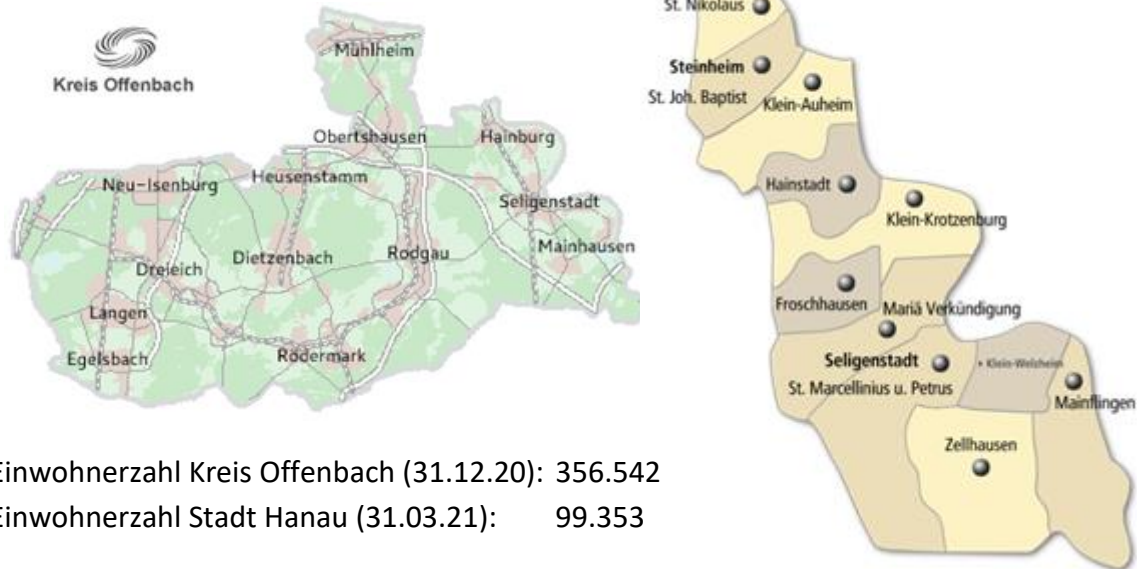 Kreis Offenbach
Mühlheim
Obertshausen
Hainburg
Neu-Isenburg
Heusenstamm
Seligenstadt
Mainhausen
Dietzenbach
Rodgau
Dreieich
Langen
Egelsbach
Rödermark
St. Nikolaus
Steinheim
St. Joh. Baptist
Klein-Auheim
Hainstadt
Klein-Krotzenburg
Froschhausen
Mariä Verkündigung
Seligenstadt
St. Marcellinius u. Petrus
Klein-Welzheim
Mainflingen
Zellhausen
Einwohnerzahl Kreis Offenbach (31.12.20): 356.542
Einwohnerzahl Stadt Hanau (31.03.21): 99.353